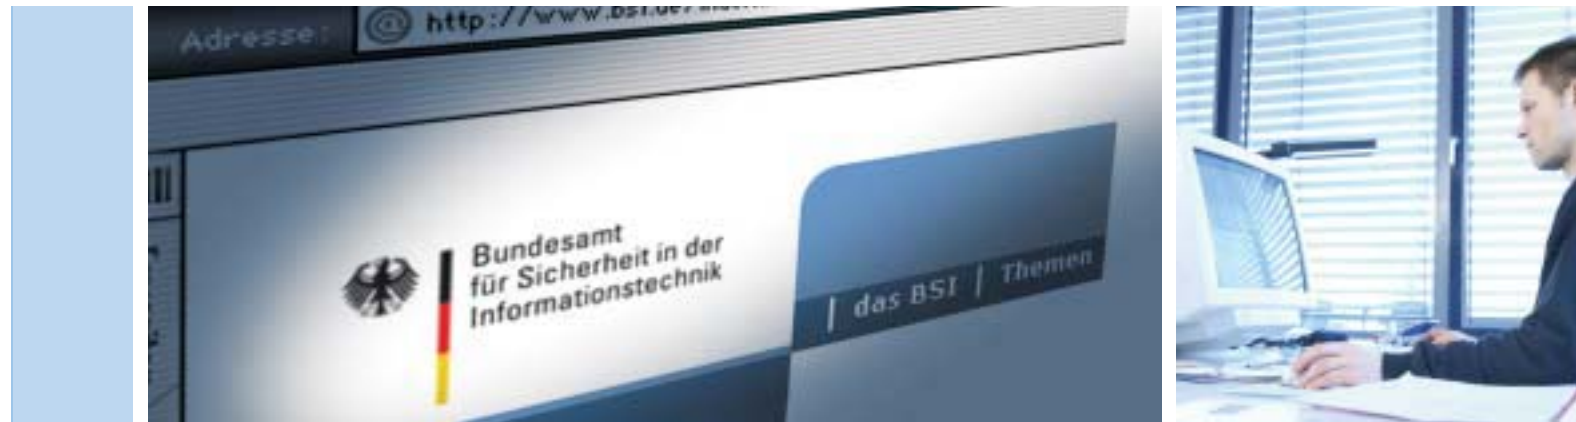 Adresse: http://www.bsi.de/
Bundesamt
für Sicherheit in der
Informationstechnik
| das BSI | Themen